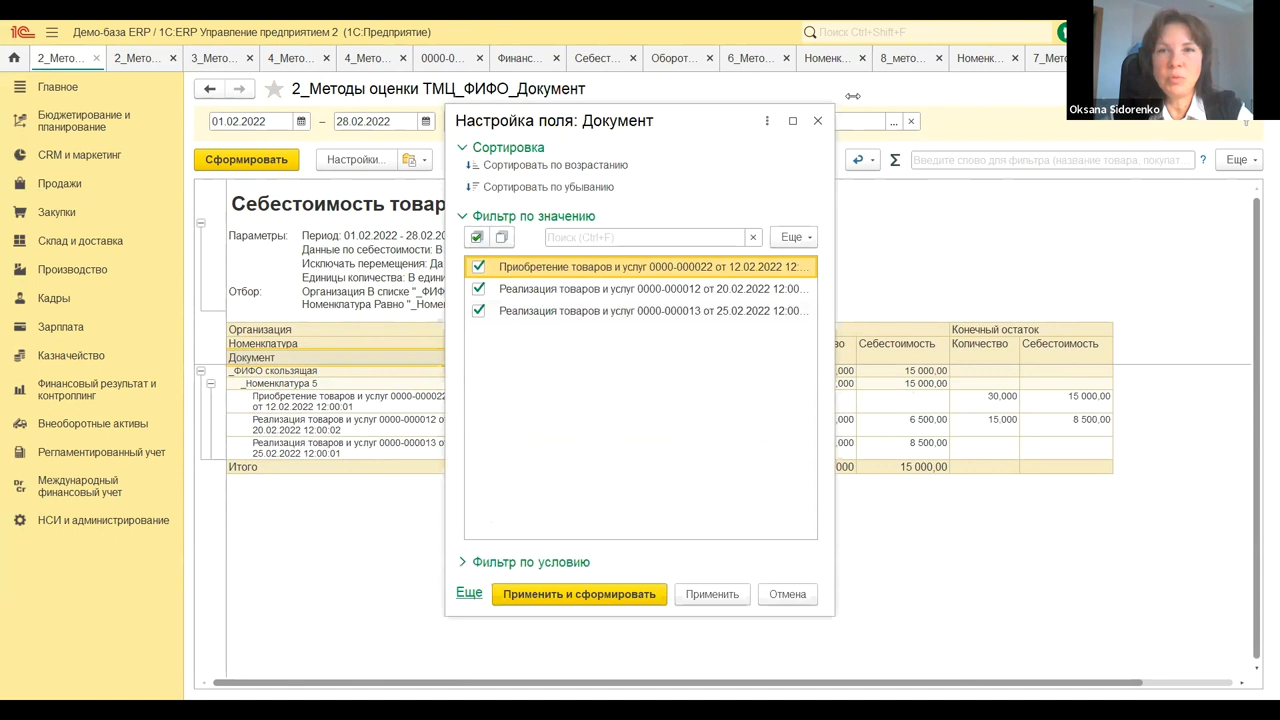 1С Демо-база ERP / 1С:ERP Управление предприятием 2 (1С:Предприятие)
Поиск Ctrl+Shift+F
2_Мето... × 2_Мето... × 3_Мето... × 4_Мето... × 4_Мето... × 0000-0... × Финанс... × Себест... × Оборот... × 6_Мето... × Номенк... × 8_мето... × Номенк... × 7_Мето
Oksana Sidorenko
Главное
Бюджетирование и
планирование
CRM и маркетинг
Продажи
Закупки
Склад и доставка
Производство
Кадры
Зарплата
Казначейство
Финансовый результат и
контроллинг
Внеоборотные активы
Регламентированный учет
Международный
финансовый учет
НСИ и администрирование
2_Методы оценки ТМЦ_ФИФО_Документ
01.02.2022 – 28.02.2022
... ×
Сформировать Настройки...
Σ Введите слово для фильтра (название товара, покупат... ? Еще
Себестоимость товар
Параметры: Период: 01.02.2022 - 28.02.20
Данные по себестоимости: В
Исключать перемещения: Да
Единицы количества: В едини
Отбор: Организация В списке "_ФИФ
Номенклатура Равно "_Номе
Организация Конечный остаток
Номенклатура во Себестоимость Количество Себестоимость
Документ
_ФИФО скользящая ,000 15 000,00
_Номенклатура 5 ,000 15 000,00
Приобретение товаров и услуг 0000-000022 30,000 15 000,00
от 12.02.2022 12:00:01
Реализация товаров и услуг 0000-000012 о ,000 6 500,00 15,000 8 500,00
20.02.2022 12:00:02
Реализация товаров и услуг 0000-000013 о ,000 8 500,00
25.02.2022 12:00:01
Итого 000 15 000,00
Настройка поля: Документ
Сортировка
Сортировать по возрастанию
Сортировать по убыванию
Фильтр по значению
Поиск (Ctrl+F) × Еще
Приобретение товаров и услуг 0000-000022 от 12.02.2022 12:...
Реализация товаров и услуг 0000-000012 от 20.02.2022 12:00...
Реализация товаров и услуг 0000-000013 от 25.02.2022 12:00...
Фильтр по условию
Еще Применить и сформировать Применить Отмена